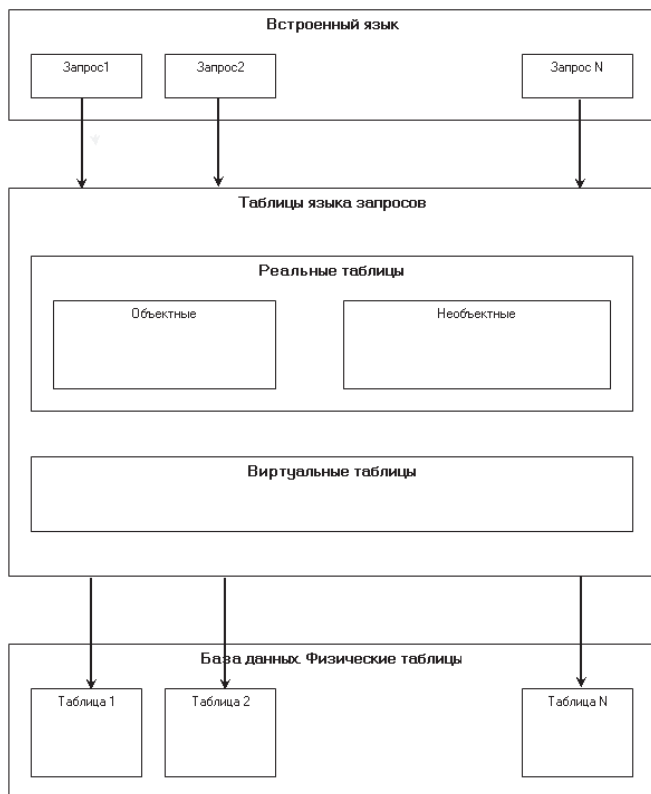 Встроенный язык
Запрос1 Запрос2 Запрос N
Таблицы языка запросов
Реальные таблицы
Объектные Необъектные
Виртуальные таблицы
База данных. Физические таблицы
Таблица 1 Таблица 2 Таблица N